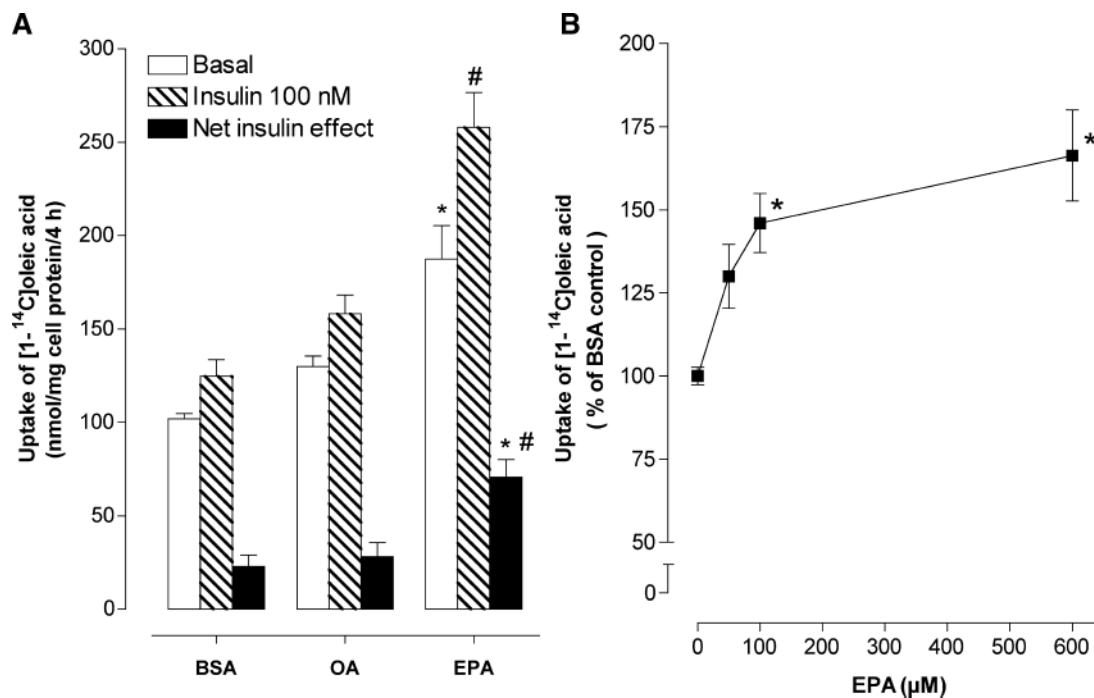 A
Uptake of [1- ¹⁴C]oleic acid
(nmol/mg cell protein/4 h)
300
250
200
150
100
50
0
Basal
Insulin 100 nM
Net insulin effect
*
#
* #
BSA
OA
EPA
B
Uptake of [1- ¹⁴C]oleic acid
( % of BSA control )
200
175
150
125
100
75
50
0
*
*
0
100
200
300
400
500
600
EPA (µM)